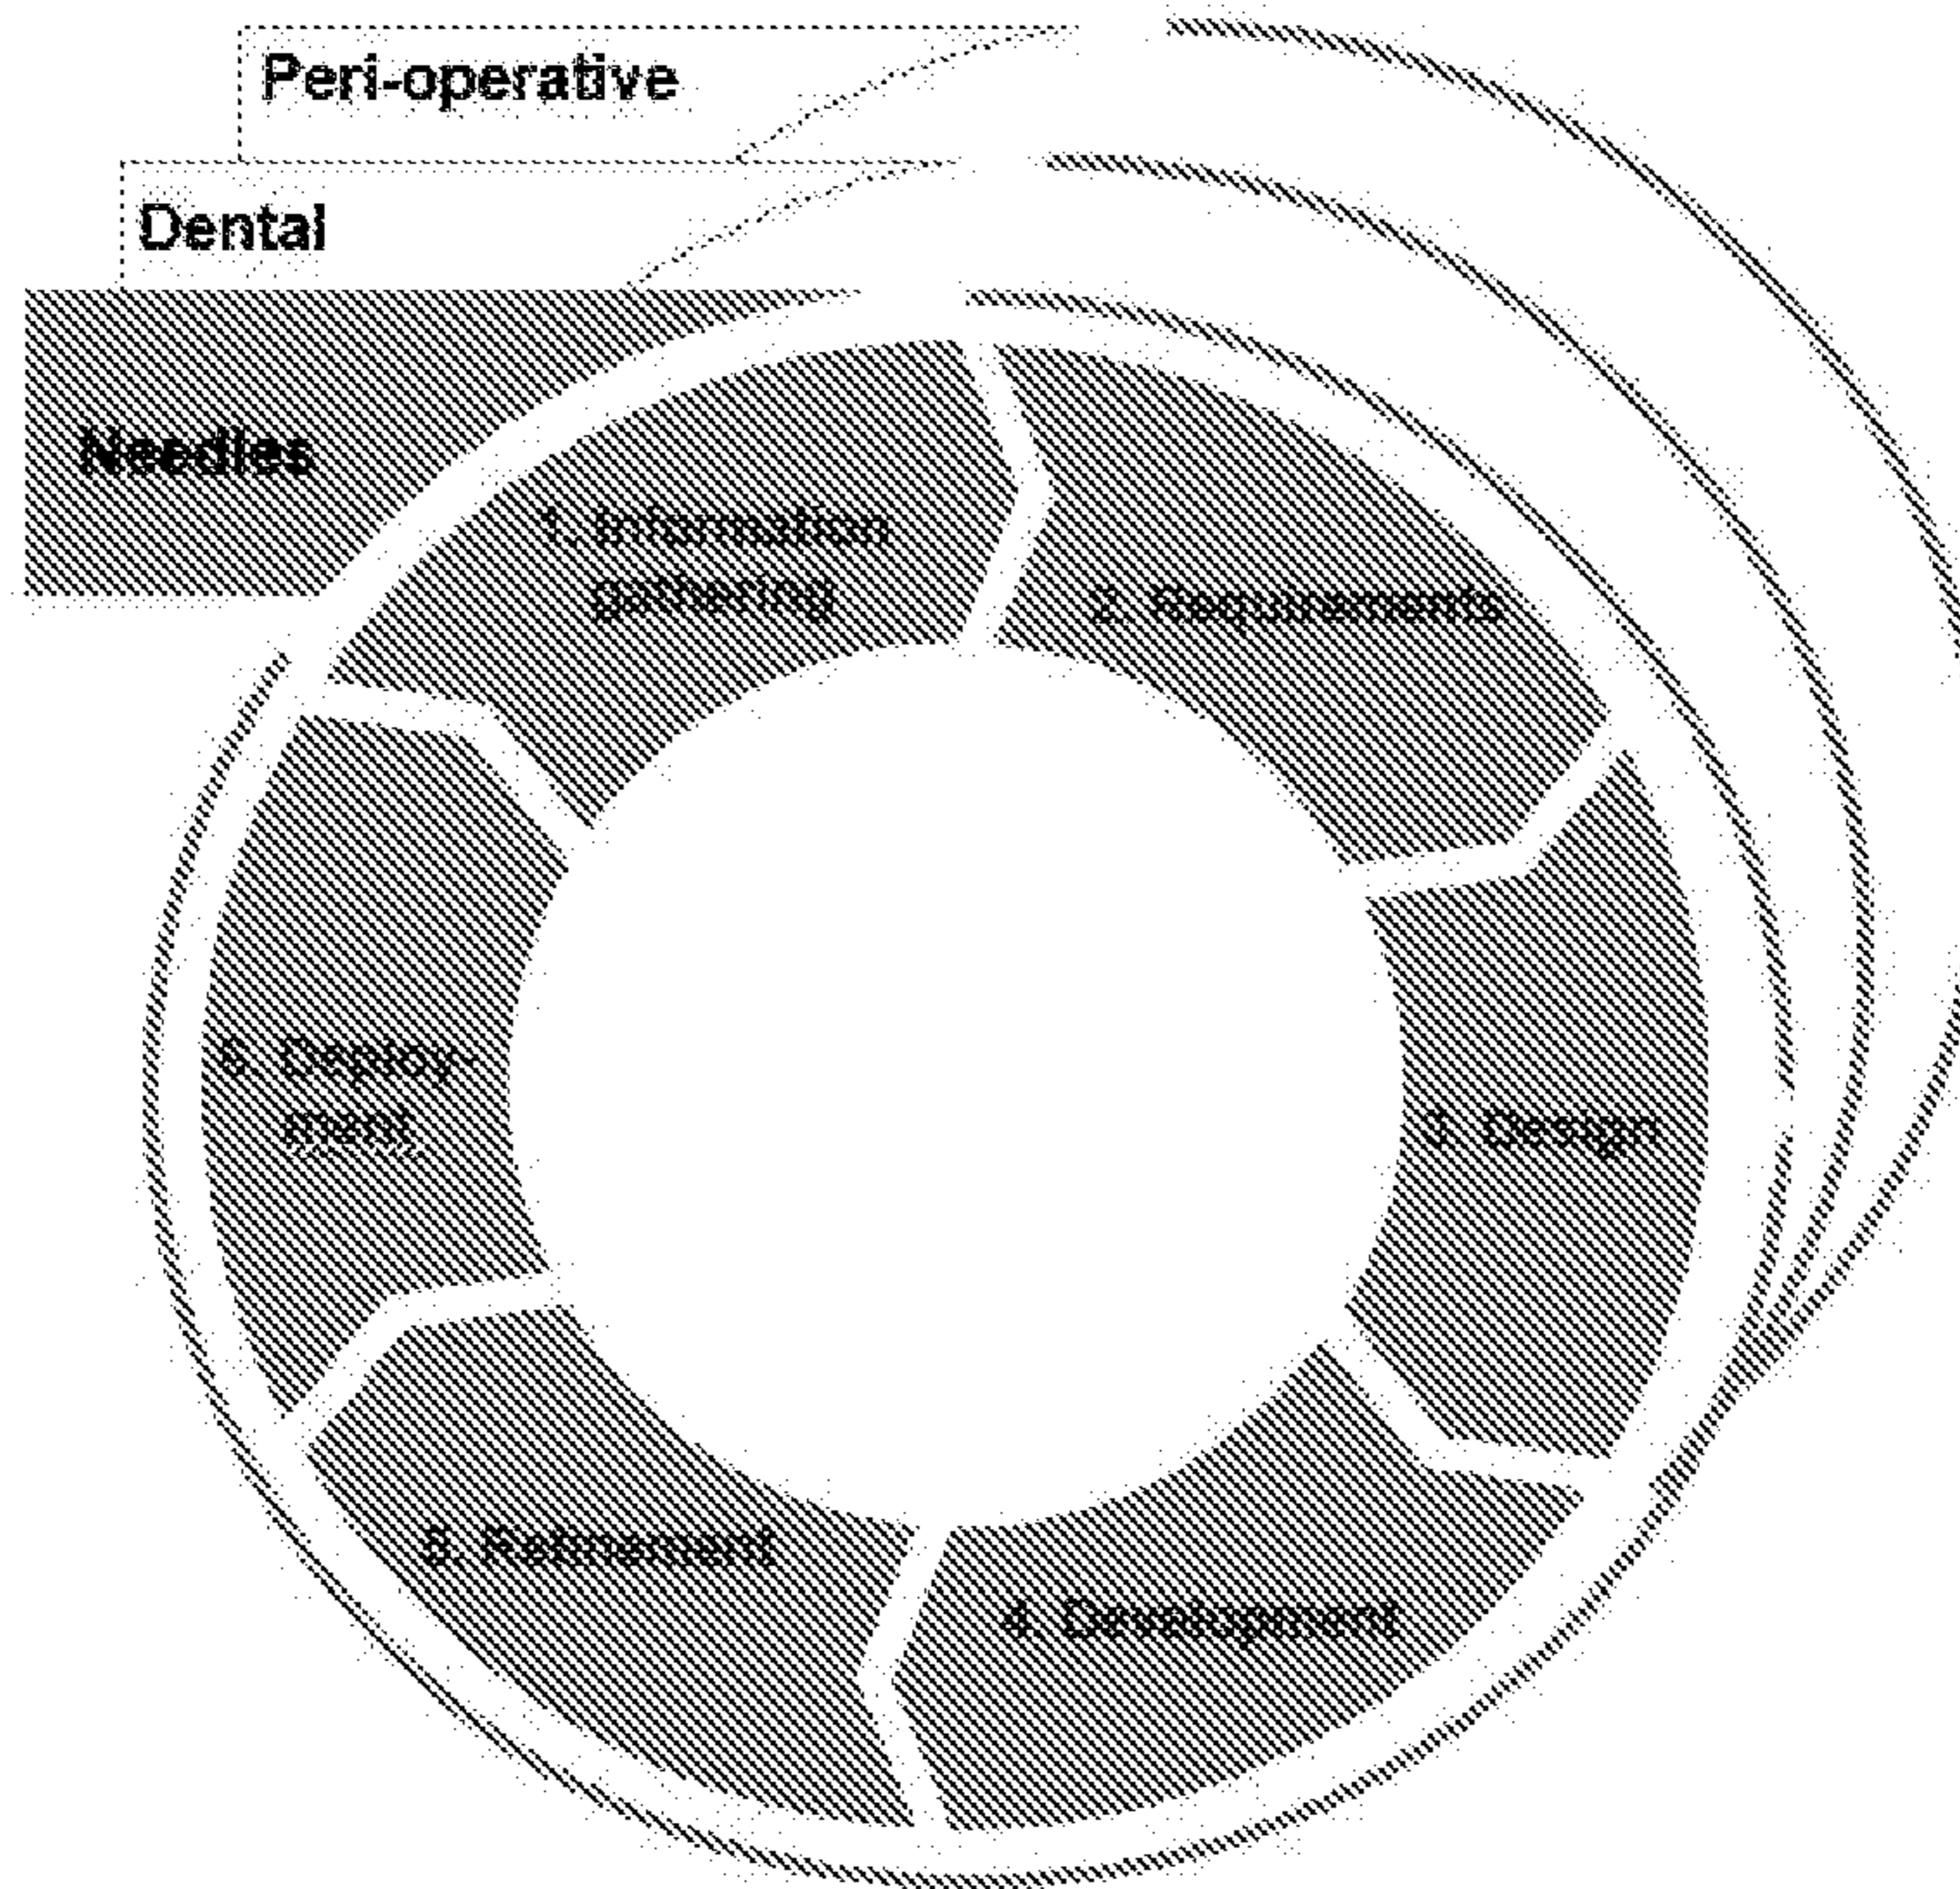 Peri-operative
Dental
Needles
1. Information
gathering
2. Requirements
3. Design
4. Development
5. Refinement
6. Deploy-
ment